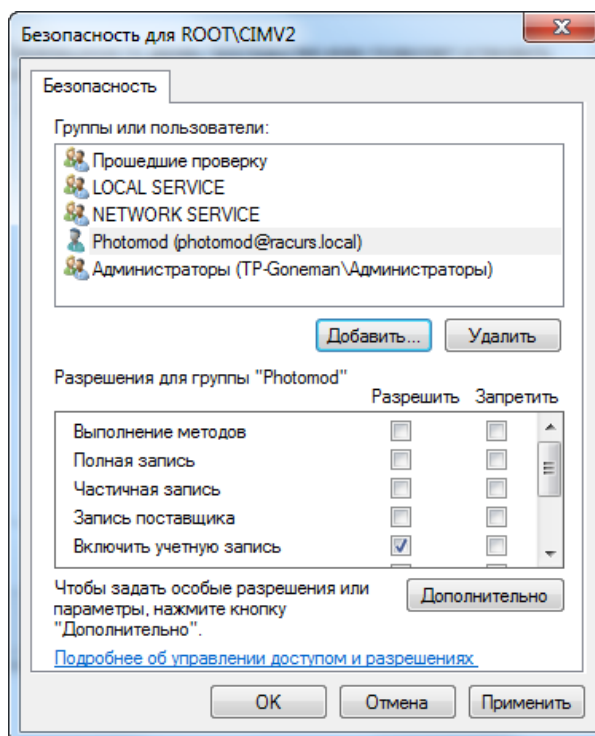 Безопасность для ROOT\CIMV2
Безопасность
Группы или пользователи:
Прошедшие проверку
LOCAL SERVICE
NETWORK SERVICE
Photomod (photomod@racurs.local)
Администраторы (TP-Goneman\Администраторы)
Добавить... Удалить
Разрешения для группы "Photomod"
Разрешить Запретить
Выполнение методов
Полная запись
Частичная запись
Запись поставщика
Включить учетную запись
Чтобы задать особые разрешения или
параметры, нажмите кнопку
"Дополнительно".
Дополнительно
Подробнее об управлении доступом и разрешениях
OK Отмена Применить